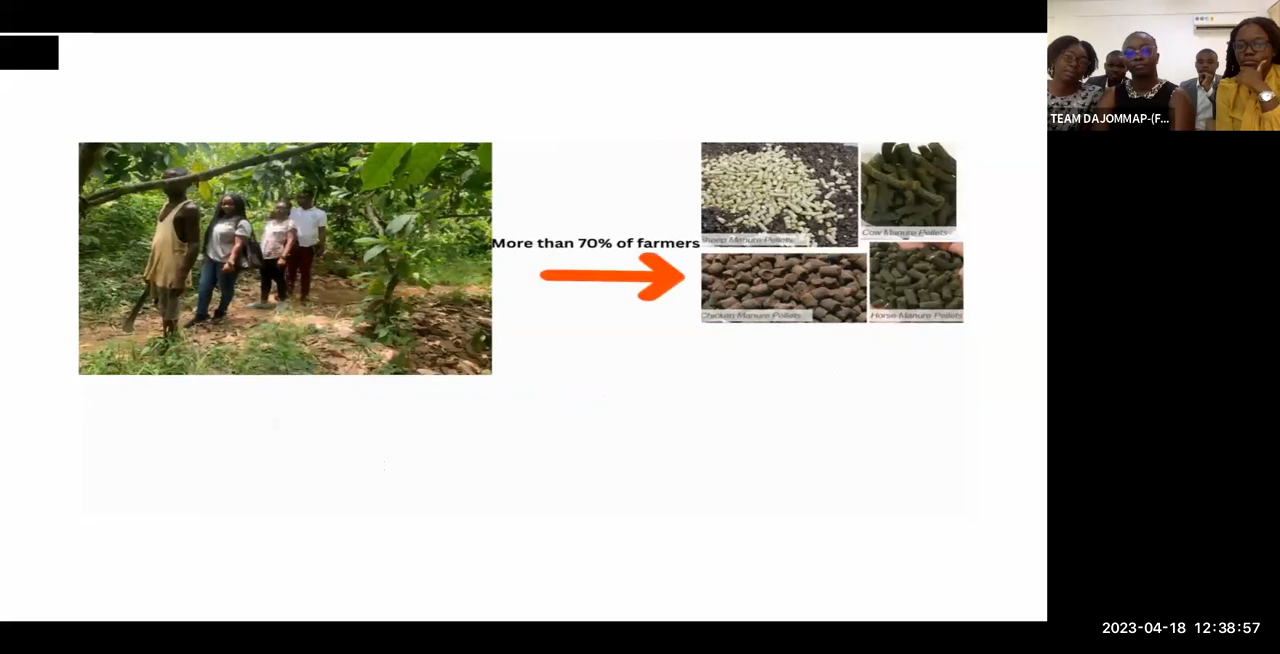 TEAM DAJOMMAP-(F...
More than 70% of farmers
Sheep Manure Pellets
Cow Manure Pellets
Chicken Manure Pellets
Horse Manure Pellets
2023-04-18 12:38:57